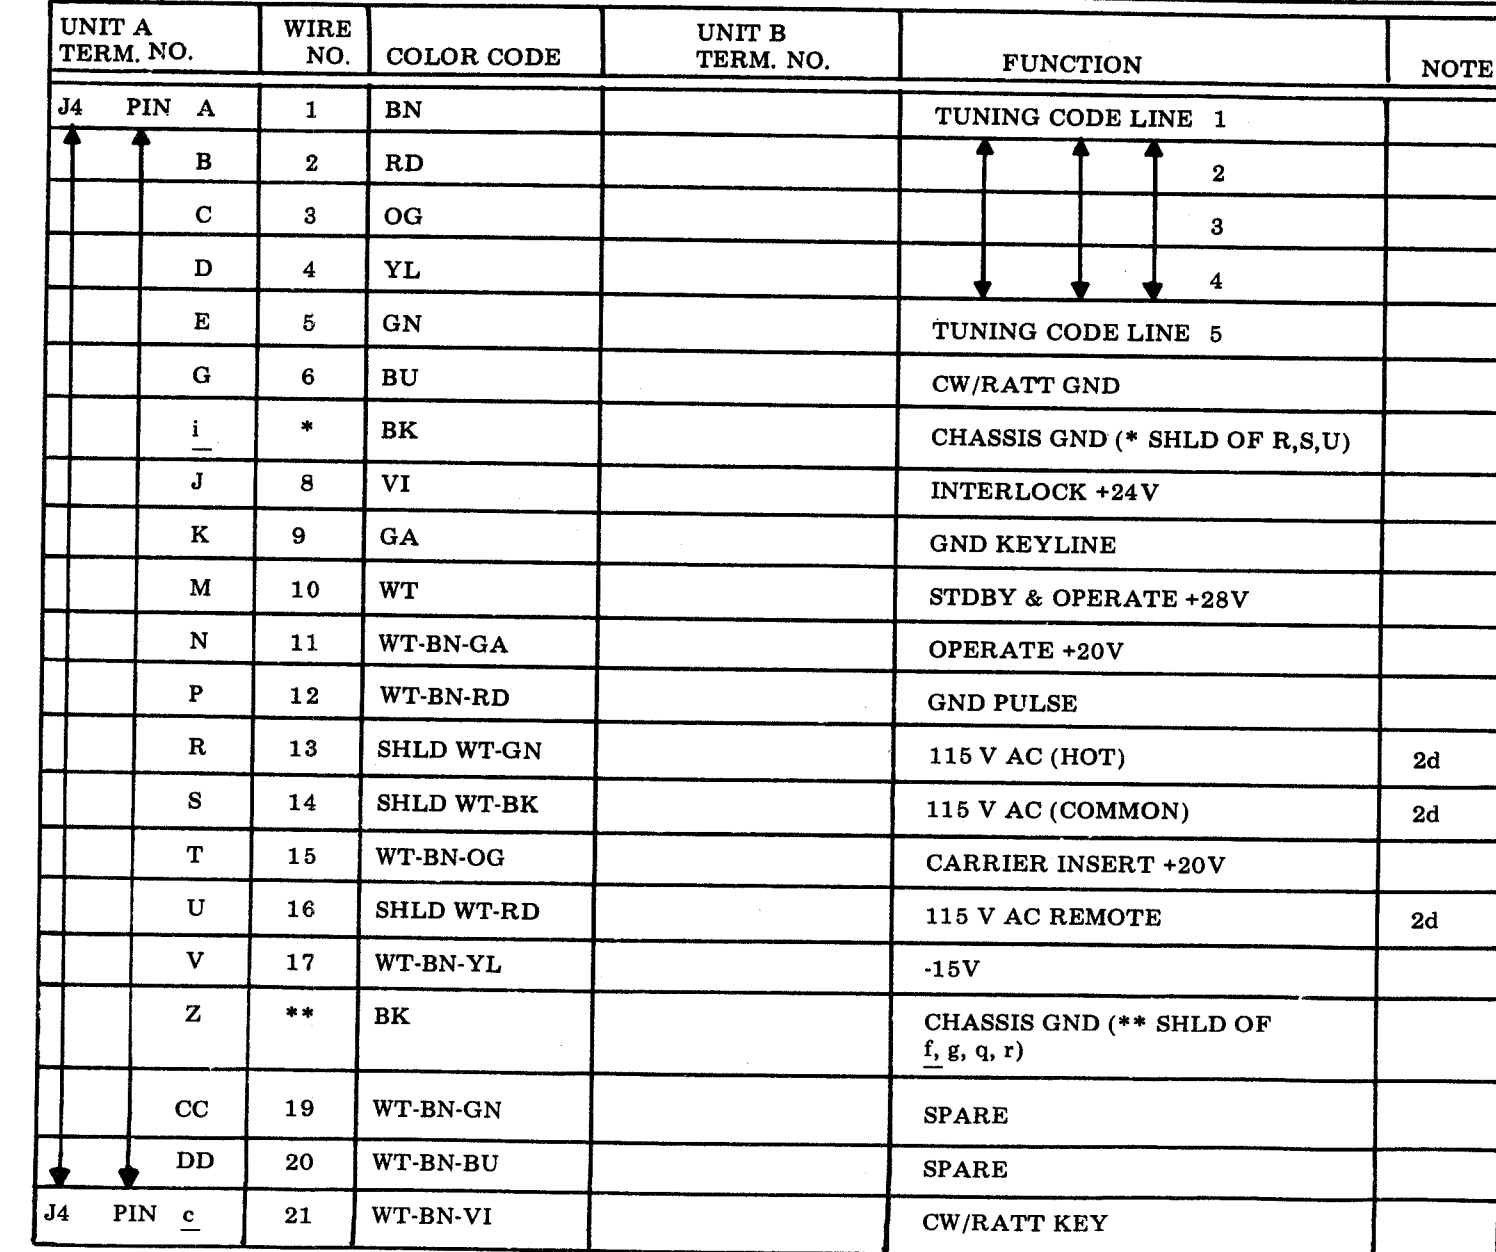 UNIT A TERM. NO. WIRE NO. COLOR CODE UNIT B TERM. NO. FUNCTION NOTE
J4 PIN A 1 BN TUNING CODE LINE 1
B 2 RD 2
C 3 OG 3
D 4 YL 4
E 5 GN TUNING CODE LINE 5
G 6 BU CW/RATT GND
i * BK CHASSIS GND (* SHLD OF R,S,U)
J 8 VI INTERLOCK +24V
K 9 GA GND KEYLINE
M 10 WT STDBY & OPERATE +28V
N 11 WT-BN-GA OPERATE +20V
P 12 WT-BN-RD GND PULSE
R 13 SHLD WT-GN 115 V AC (HOT) 2d
S 14 SHLD WT-BK 115 V AC (COMMON) 2d
T 15 WT-BN-OG CARRIER INSERT +20V
U 16 SHLD WT-RD 115 V AC REMOTE 2d
V 17 WT-BN-YL -15V
Z ** BK CHASSIS GND (** SHLD OF
f, g, q, r)
CC 19 WT-BN-GN SPARE
DD 20 WT-BN-BU SPARE
J4 PIN c 21 WT-BN-VI CW/RATT KEY